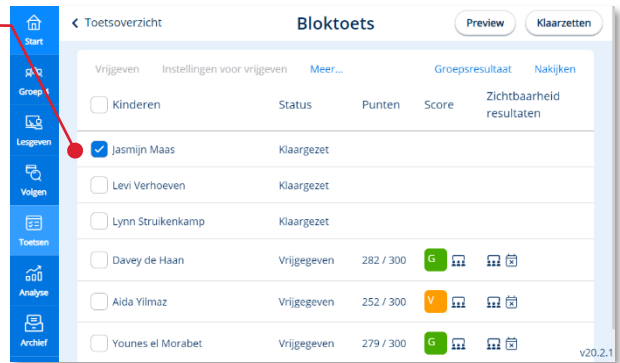 Start
Groep 4
Lesgeven
Volgen
Toetsen
Analyse
Archief
Toetsoverzicht
Bloktoets
Preview
Klaarzetten
Vrijgeven Instellingen voor vrijgeven Meer... Groepsresultaat Nakijken
Kinderen Status Punten Score Zichtbaarheid
resultaten
Jasmijn Maas Klaargezet
Levi Verhoeven Klaargezet
Lynn Struikenkamp Klaargezet
Davey de Haan Vrijgegeven 282 / 300 G
Aida Yilmaz Vrijgegeven 252 / 300 V
Younes el Morabet Vrijgegeven 279 / 300 G
v20.2.1